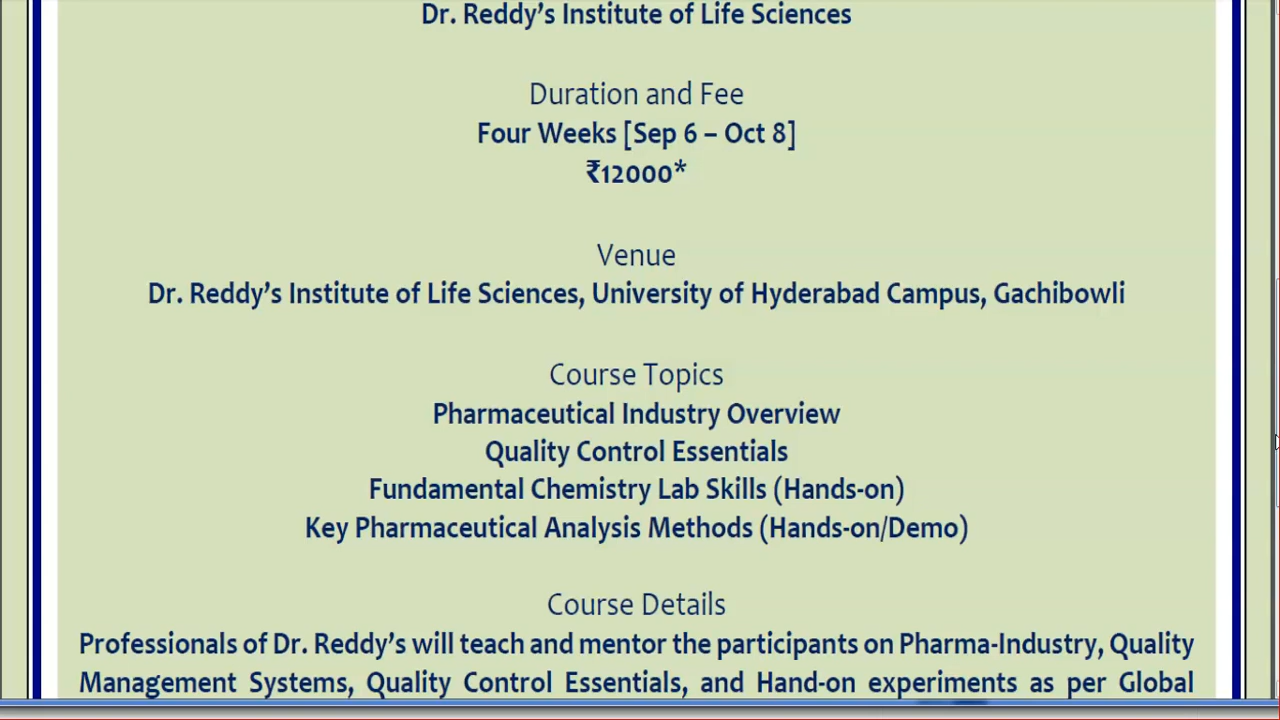 Dr. Reddy’s Institute of Life Sciences
Duration and Fee
Four Weeks [Sep 6 – Oct 8]
₹12000*
Venue
Dr. Reddy’s Institute of Life Sciences, University of Hyderabad Campus, Gachibowli
Course Topics
Pharmaceutical Industry Overview
Quality Control Essentials
Fundamental Chemistry Lab Skills (Hands-on)
Key Pharmaceutical Analysis Methods (Hands-on/Demo)
Course Details
Professionals of Dr. Reddy’s will teach and mentor the participants on Pharma-Industry, Quality
Management Systems, Quality Control Essentials, and Hand-on experiments as per Global